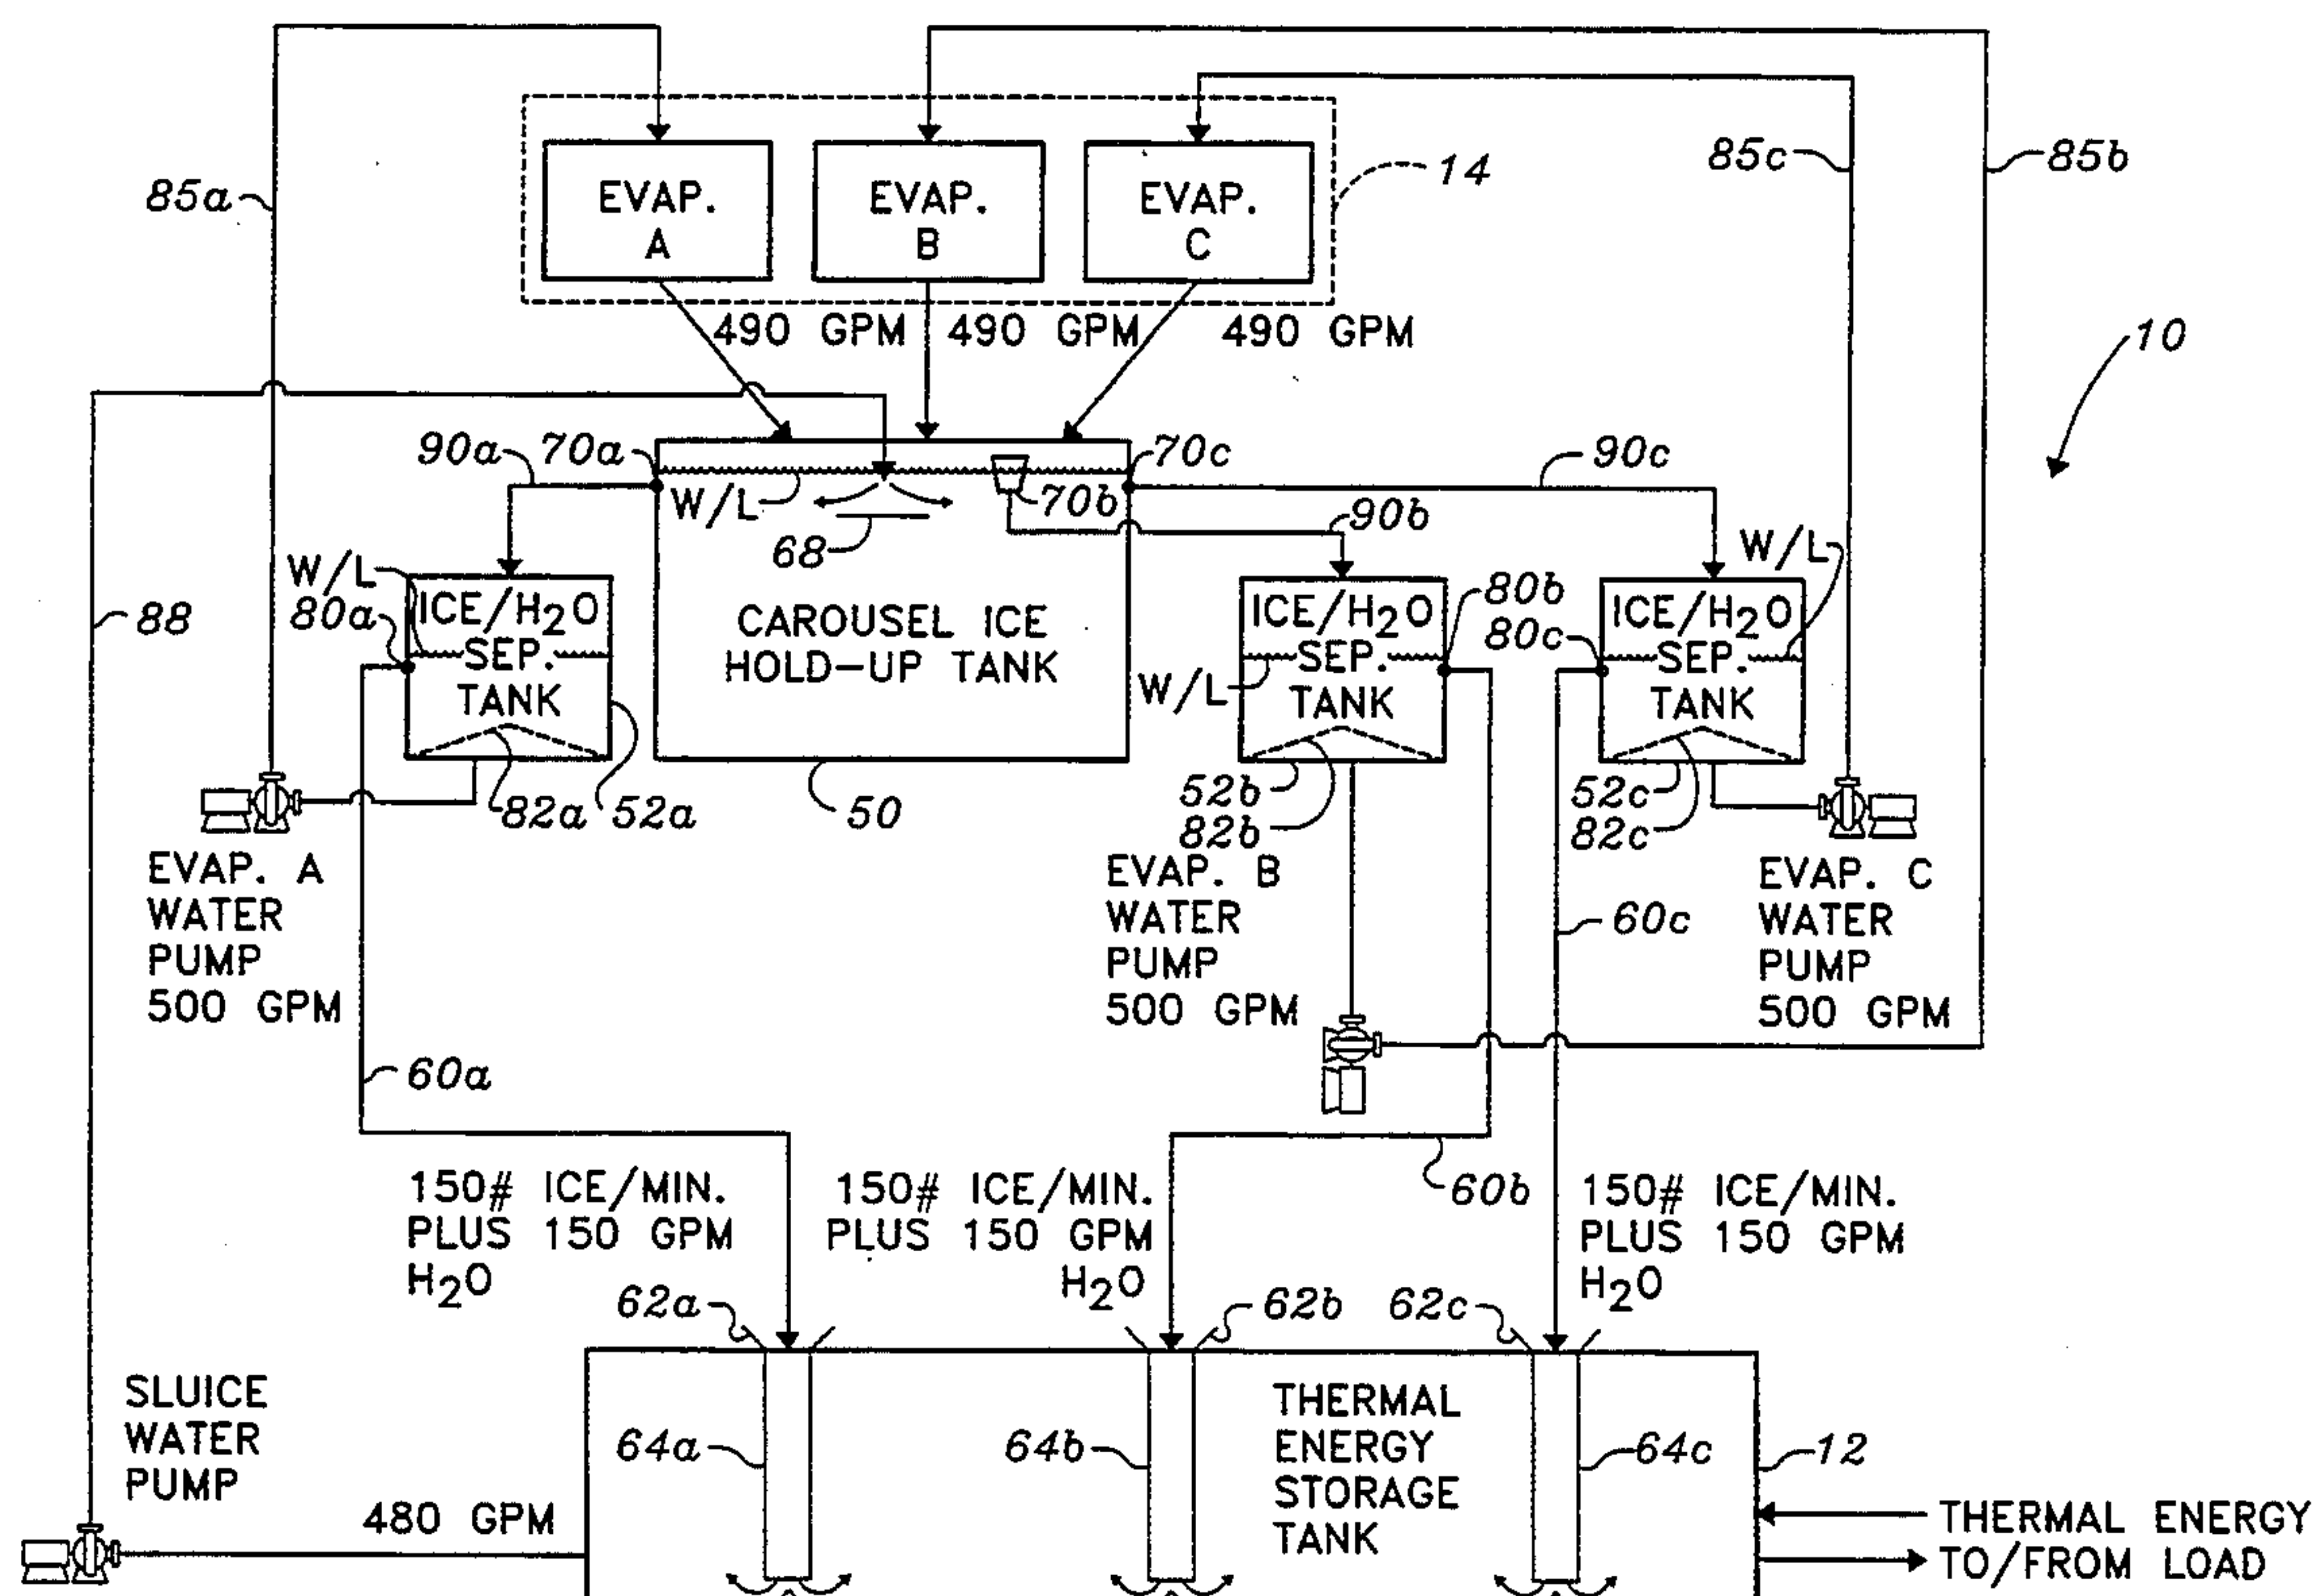 85a
EVAP.
A
EVAP.
B
EVAP.
C
14
85c
85b
490 GPM
490 GPM
490 GPM
10
90a
70a
70c
90c
W/L
70b
90b
68
W/L
80a
88
ICE/H2O
SEP.
TANK
CAROUSEL ICE
HOLD-UP TANK
ICE/H2O
SEP.
TANK
W/L
80b
80c
W/L
ICE/H2O
SEP.
TANK
82a
52a
50
52b
82b
52c
82c
EVAP. A
WATER
PUMP
500 GPM
EVAP. B
WATER
PUMP
500 GPM
EVAP. C
WATER
PUMP
500 GPM
60c
60a
60b
150# ICE/MIN.
PLUS 150 GPM
H2O
150# ICE/MIN.
PLUS 150 GPM
H2O
150# ICE/MIN.
PLUS 150 GPM
H2O
62a
62b
62c
SLUICE
WATER
PUMP
480 GPM
64a
64b
THERMAL
ENERGY
STORAGE
TANK
64c
12
THERMAL ENERGY
TO/FROM LOAD